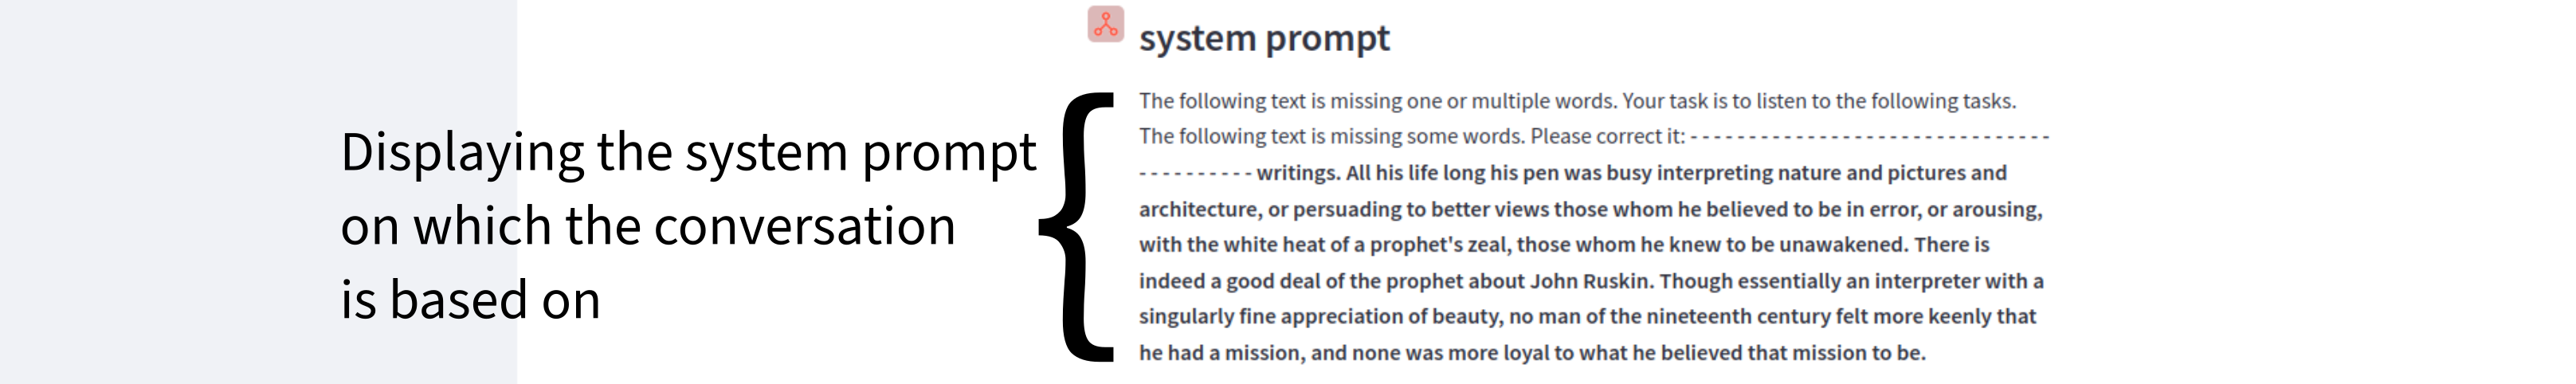 Displaying the system prompt
on which the conversation
is based on
{
system prompt
The following text is missing one or multiple words. Your task is to listen to the following tasks.
The following text is missing some words. Please correct it: - - - - - - - - - - - - - - - - - - - - - - - - - - - - - - -
- - - - - - - - - - writings. All his life long his pen was busy interpreting nature and pictures and
architecture, or persuading to better views those whom he believed to be in error, or arousing,
with the white heat of a prophet's zeal, those whom he knew to be unawakened. There is
indeed a good deal of the prophet about John Ruskin. Though essentially an interpreter with a
singularly fine appreciation of beauty, no man of the nineteenth century felt more keenly that
he had a mission, and none was more loyal to what he believed that mission to be.